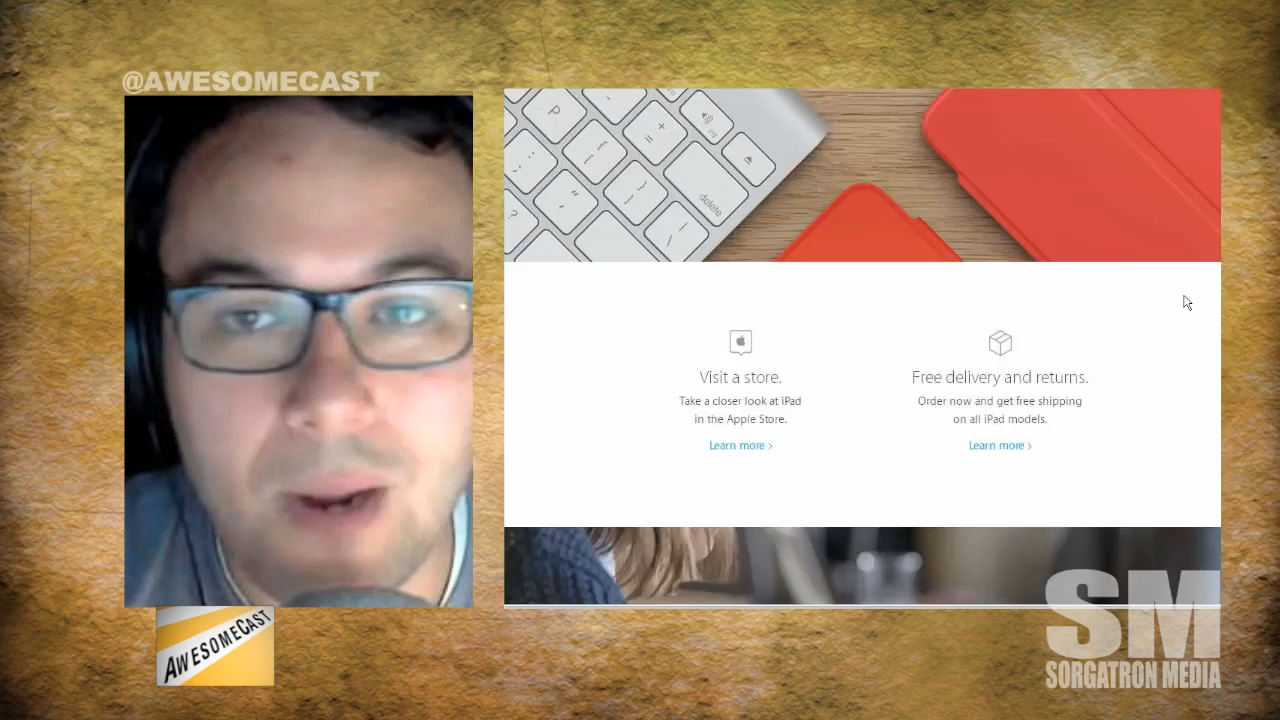 @AWESOMECAST
P
delete
?
Visit a store.
Take a closer look at iPad
in the Apple Store.
Learn more >
Free delivery and returns.
Order now and get free shipping
on all iPad models.
Learn more >
AWESOMECAST
SM
SORGATRON MEDIA